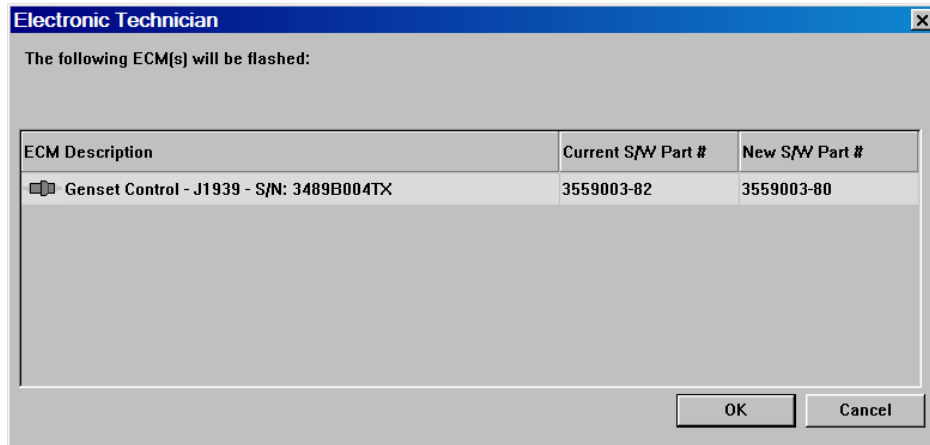 Electronic Technician
The following ECM(s) will be flashed:
ECM Description Current S/W Part # New S/W Part #
Genset Control - J1939 - S/N: 3489B004TX 3559003-82 3559003-80
OK Cancel